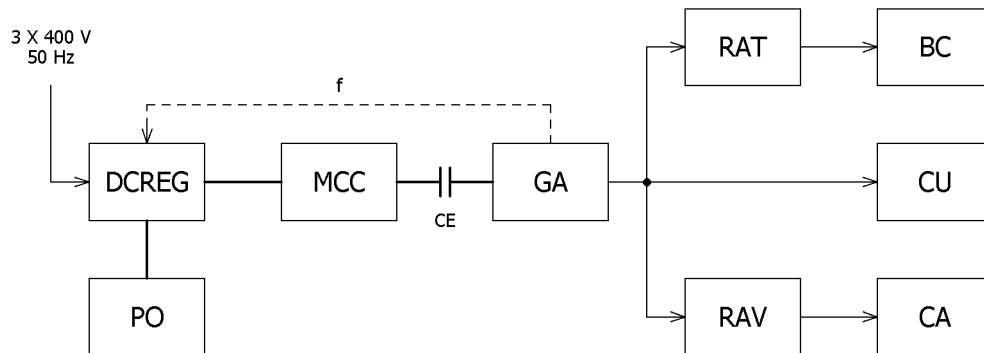 3 X 400 V
50 Hz
f
RAT
BC
DCREG
MCC
CE
GA
CU
PO
RAV
CA